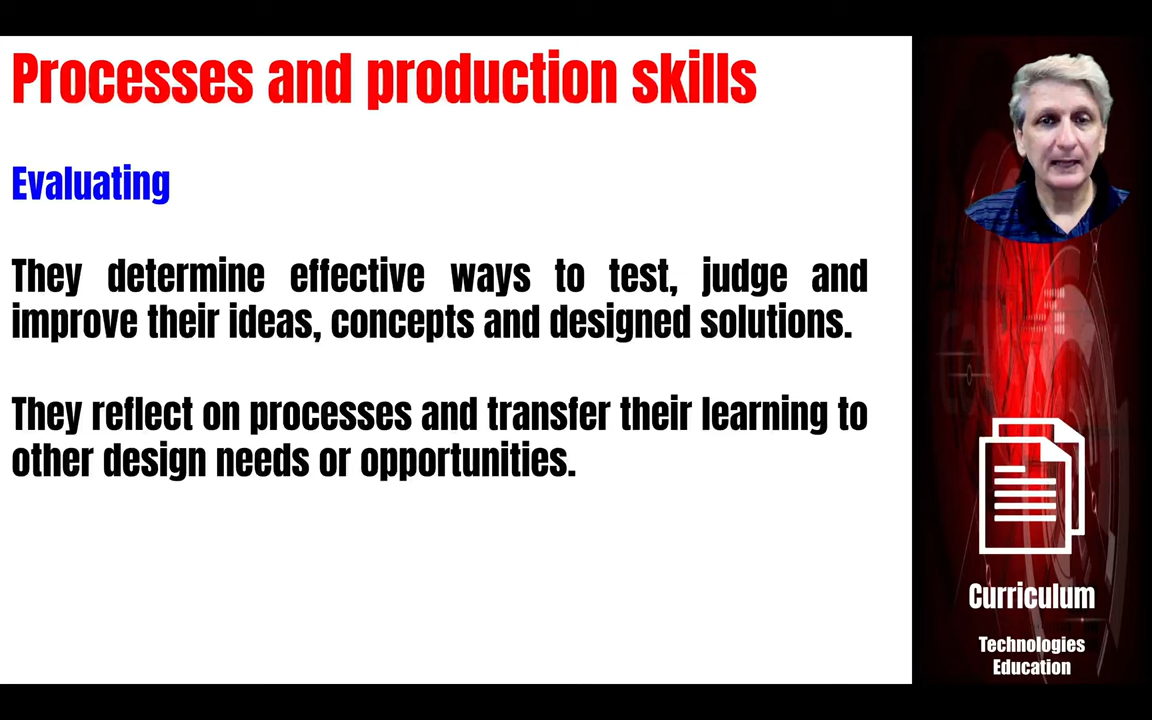 Processes and production skills
Evaluating
They determine effective ways to test, judge and
improve their ideas, concepts and designed solutions.
They reflect on processes and transfer their learning to
other design needs or opportunities.
Curriculum
Technologies
Education